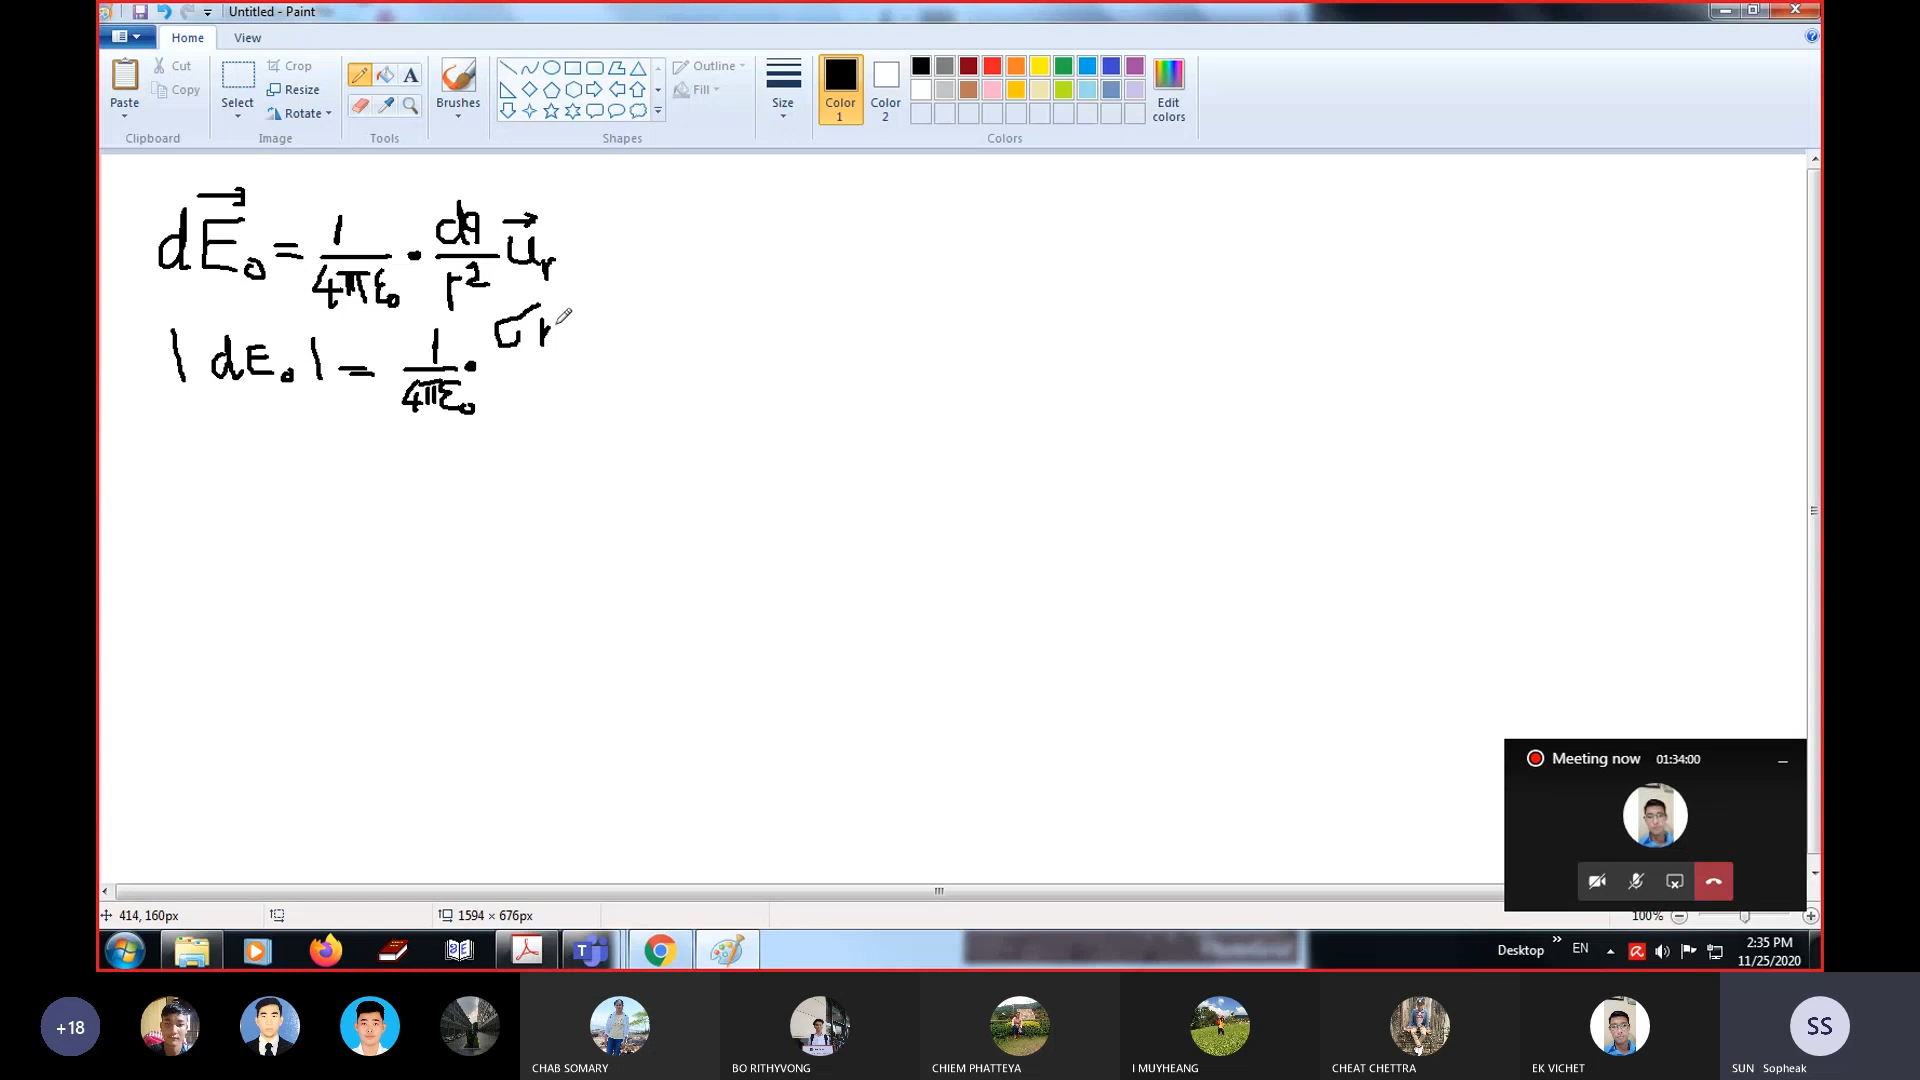 Untitled - Paint
Home View
Paste
Cut
Copy
Clipboard
Select
Crop
Resize
Rotate
Image
A
Tools
Brushes
Shapes
Outline
Fill
Size
Color 1
Color 2
Colors
Edit colors
dE⃗₀ = 1/4πε₀ · dq/r² u⃗ᵣ
| dE₀ | = 1/4πε₀ · σ r
Meeting now 01:34:00
414, 160px
1594 × 676px
100%
Desktop
EN
2:35 PM
11/25/2020
+18
CHAB SOMARY
BO RITHYVONG
CHIEM PHATTEYA
I MUYHEANG
CHEAT CHETTRA
EK VICHET
SS
SUN Sopheak